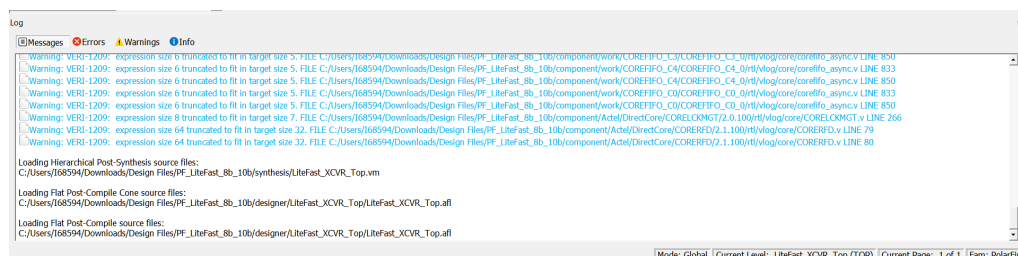 Log
Messages Errors Warnings Info
Warning: VERI-1209: expression size 6 truncated to fit in target size 5. FILE C:/Users/I68594/Downloads/Design Files/PF_LiteFast_8b_10b/component/work/COREFIFO_C3/COREFIFO_C3_0/rtl/vlog/core/corefifo_async.v LINE 850
Warning: VERI-1209: expression size 6 truncated to fit in target size 5. FILE C:/Users/I68594/Downloads/Design Files/PF_LiteFast_8b_10b/component/work/COREFIFO_C4/COREFIFO_C4_0/rtl/vlog/core/corefifo_async.v LINE 833
Warning: VERI-1209: expression size 6 truncated to fit in target size 5. FILE C:/Users/I68594/Downloads/Design Files/PF_LiteFast_8b_10b/component/work/COREFIFO_C4/COREFIFO_C4_0/rtl/vlog/core/corefifo_async.v LINE 850
Warning: VERI-1209: expression size 6 truncated to fit in target size 5. FILE C:/Users/I68594/Downloads/Design Files/PF_LiteFast_8b_10b/component/work/COREFIFO_C0/COREFIFO_C0_0/rtl/vlog/core/corefifo_async.v LINE 833
Warning: VERI-1209: expression size 6 truncated to fit in target size 5. FILE C:/Users/I68594/Downloads/Design Files/PF_LiteFast_8b_10b/component/work/COREFIFO_C0/COREFIFO_C0_0/rtl/vlog/core/corefifo_async.v LINE 850
Warning: VERI-1209: expression size 8 truncated to fit in target size 7. FILE C:/Users/I68594/Downloads/Design Files/PF_LiteFast_8b_10b/component/Actel/DirectCore/CORELCKMGT/2.0.100/rtl/vlog/core/CORELCKMGT.v LINE 266
Warning: VERI-1209: expression size 64 truncated to fit in target size 32. FILE C:/Users/I68594/Downloads/Design Files/PF_LiteFast_8b_10b/component/Actel/DirectCore/CORERFD/2.1.100/rtl/vlog/core/CORERFD.v LINE 79
Warning: VERI-1209: expression size 64 truncated to fit in target size 32. FILE C:/Users/I68594/Downloads/Design Files/PF_LiteFast_8b_10b/component/Actel/DirectCore/CORERFD/2.1.100/rtl/vlog/core/CORERFD.v LINE 80
Loading Hierarchical Post-Synthesis source files:
C:/Users/I68594/Downloads/Design Files/PF_LiteFast_8b_10b/synthesis/LiteFast_XCVR_Top.vm
Loading Flat Post-Compile Cone source files:
C:/Users/I68594/Downloads/Design Files/PF_LiteFast_8b_10b/designer/LiteFast_XCVR_Top/LiteFast_XCVR_Top.afl
Loading Flat Post-Compile source files:
C:/Users/I68594/Downloads/Design Files/PF_LiteFast_8b_10b/designer/LiteFast_XCVR_Top/LiteFast_XCVR_Top.afl
Mode: Global Current Level: LiteFast_XCVR_Top (TOP) Current Page: 1 of 1 Fam: